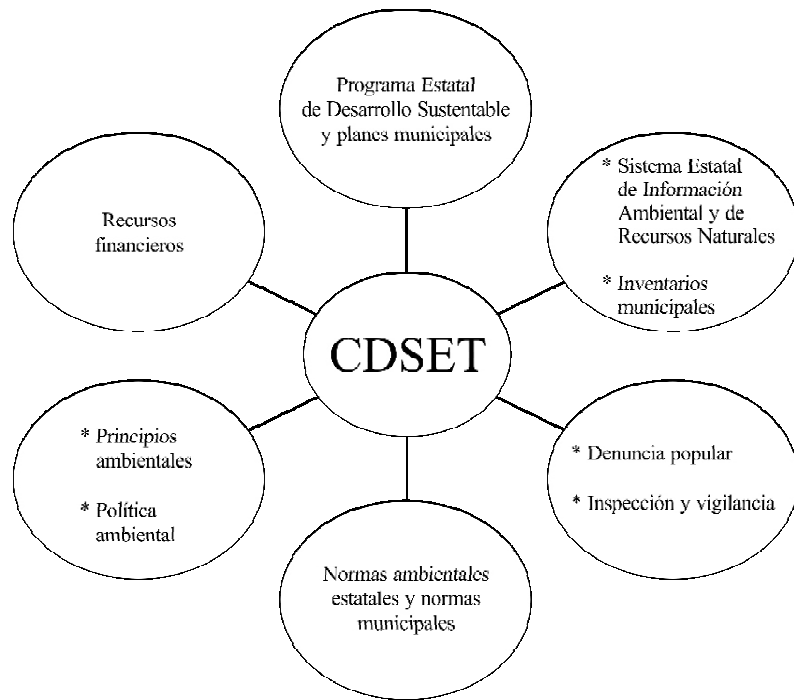 Programa Estatal
de Desarrollo Sustentable
y planes municipales
Recursos
financieros
* Sistema Estatal
de Información
Ambiental y de
Recursos Naturales
* Inventarios
municipales
CDSET
* Principios
ambientales
* Política
ambiental
* Denuncia popular
* Inspección y vigilancia
Normas ambientales
estatales y normas
municipales